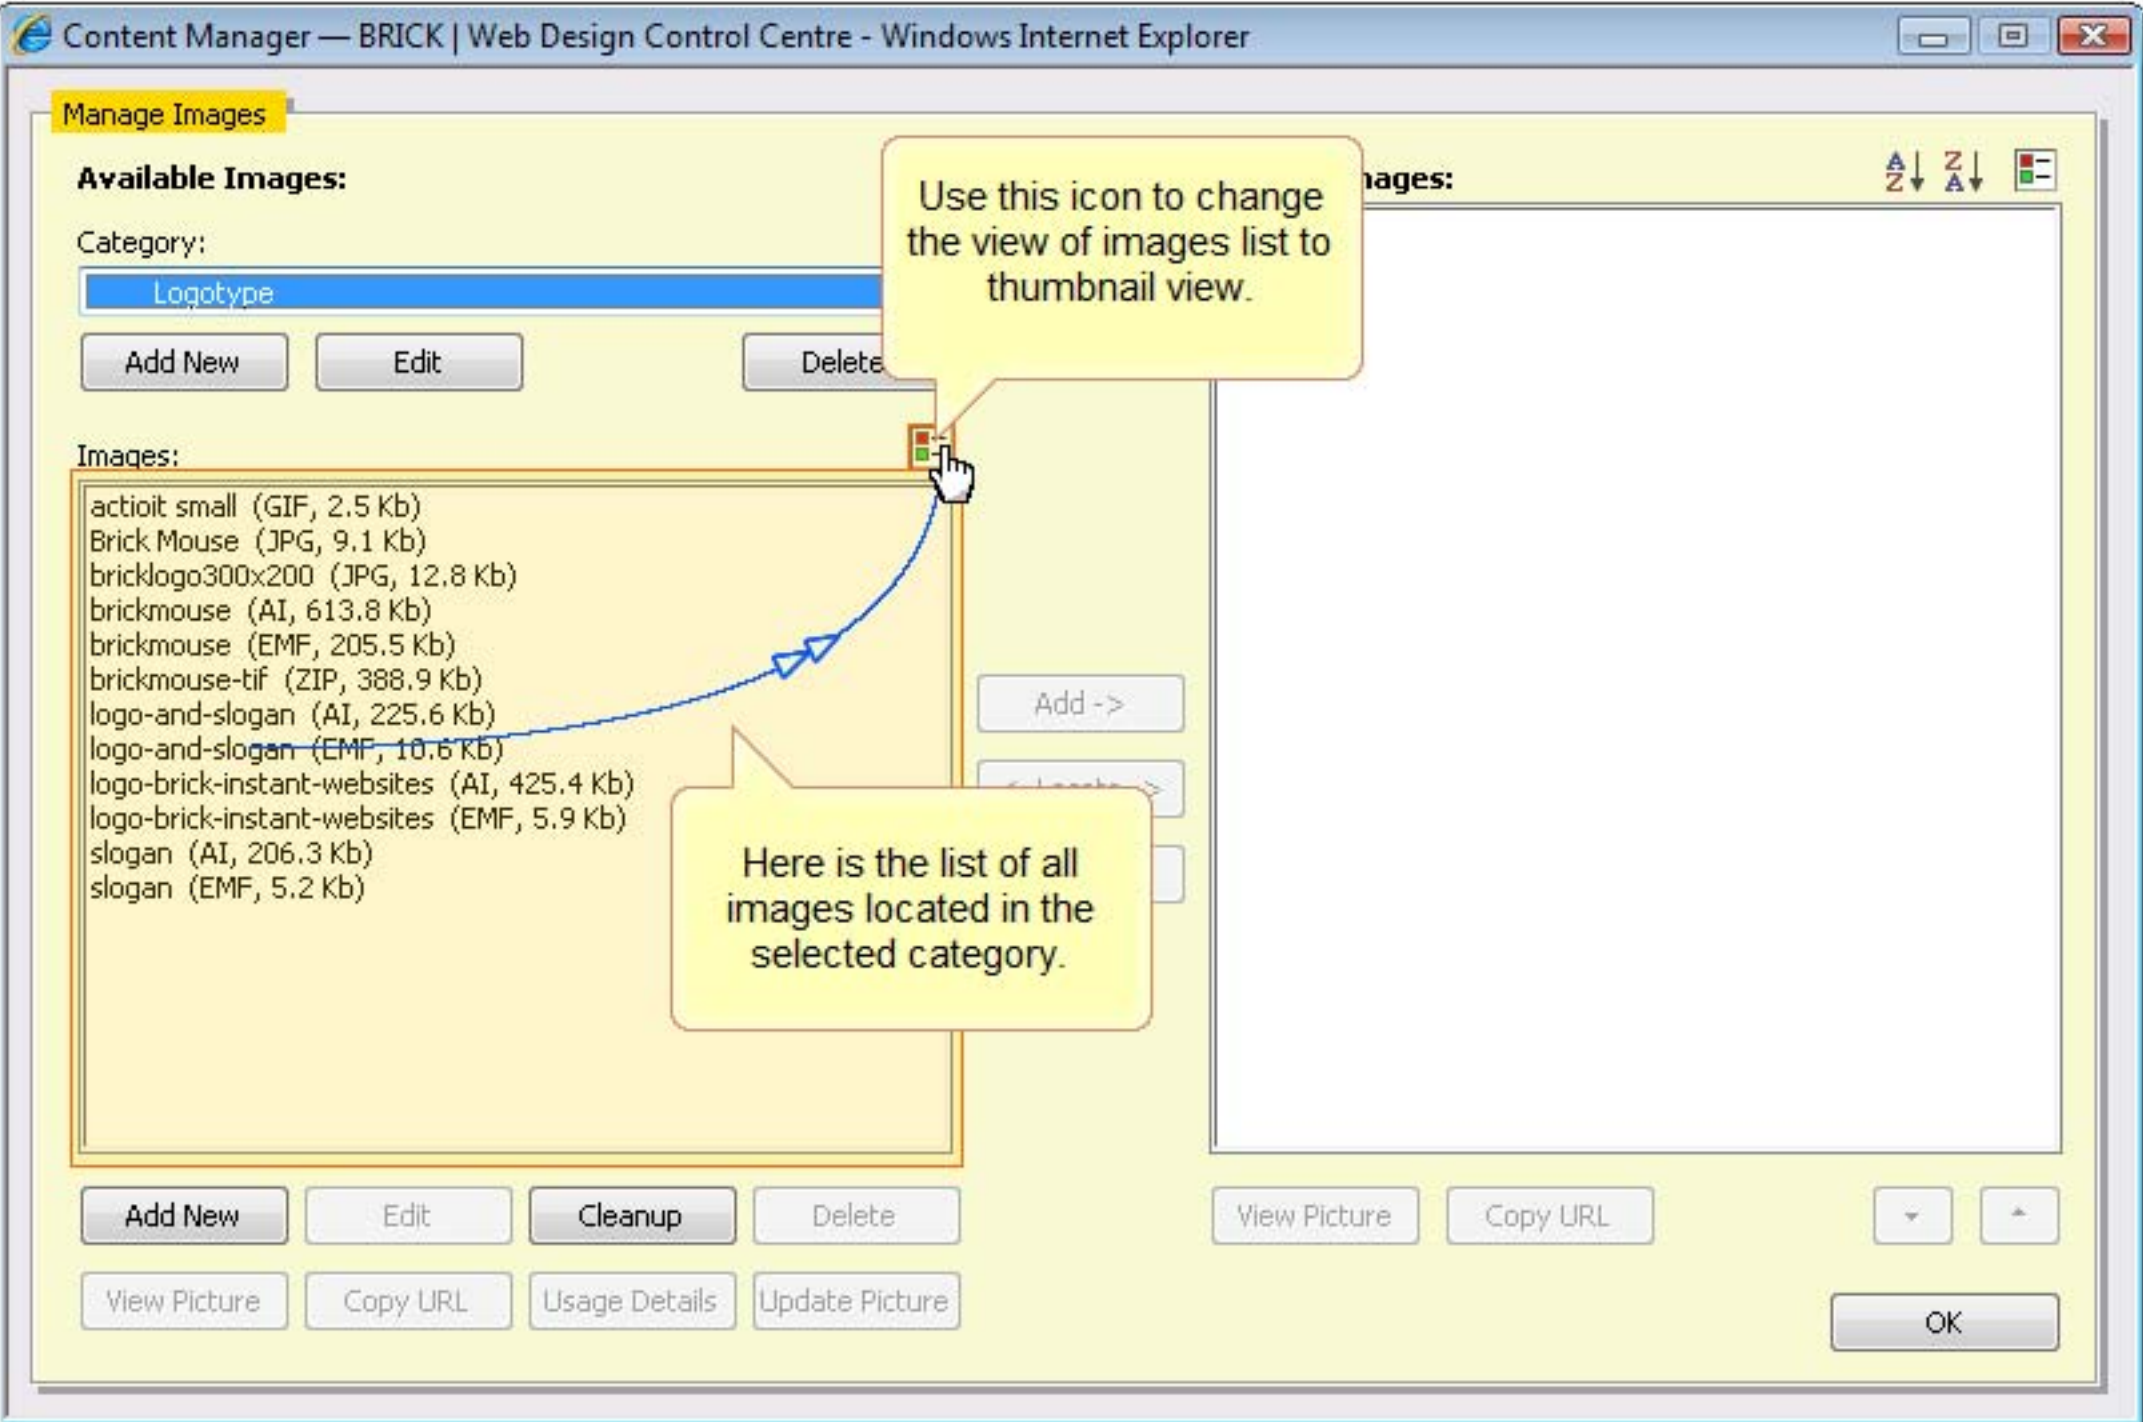 Content Manager — BRICK | Web Design Control Centre - Windows Internet Explorer
Manage Images
Available Images:
Category:
Logotype
Add New
Edit
Delete
Use this icon to change
the view of images list to
thumbnail view.
Images:
actioit small (GIF, 2.5 Kb)
Brick Mouse (JPG, 9.1 Kb)
bricklogo300x200 (JPG, 12.8 Kb)
brickmouse (AI, 613.8 Kb)
brickmouse (EMF, 205.5 Kb)
brickmouse-tif (ZIP, 388.9 Kb)
logo-and-slogan (AI, 225.6 Kb)
logo-and-slogan (EMF, 10.6 Kb)
logo-brick-instant-websites (AI, 425.4 Kb)
logo-brick-instant-websites (EMF, 5.9 Kb)
slogan (AI, 206.3 Kb)
slogan (EMF, 5.2 Kb)
Here is the list of all
images located in the
selected category.
Add ->
Add New
Edit
Cleanup
Delete
View Picture
Copy URL
Usage Details
Update Picture
AZ
ZA
View Picture
Copy URL
OK